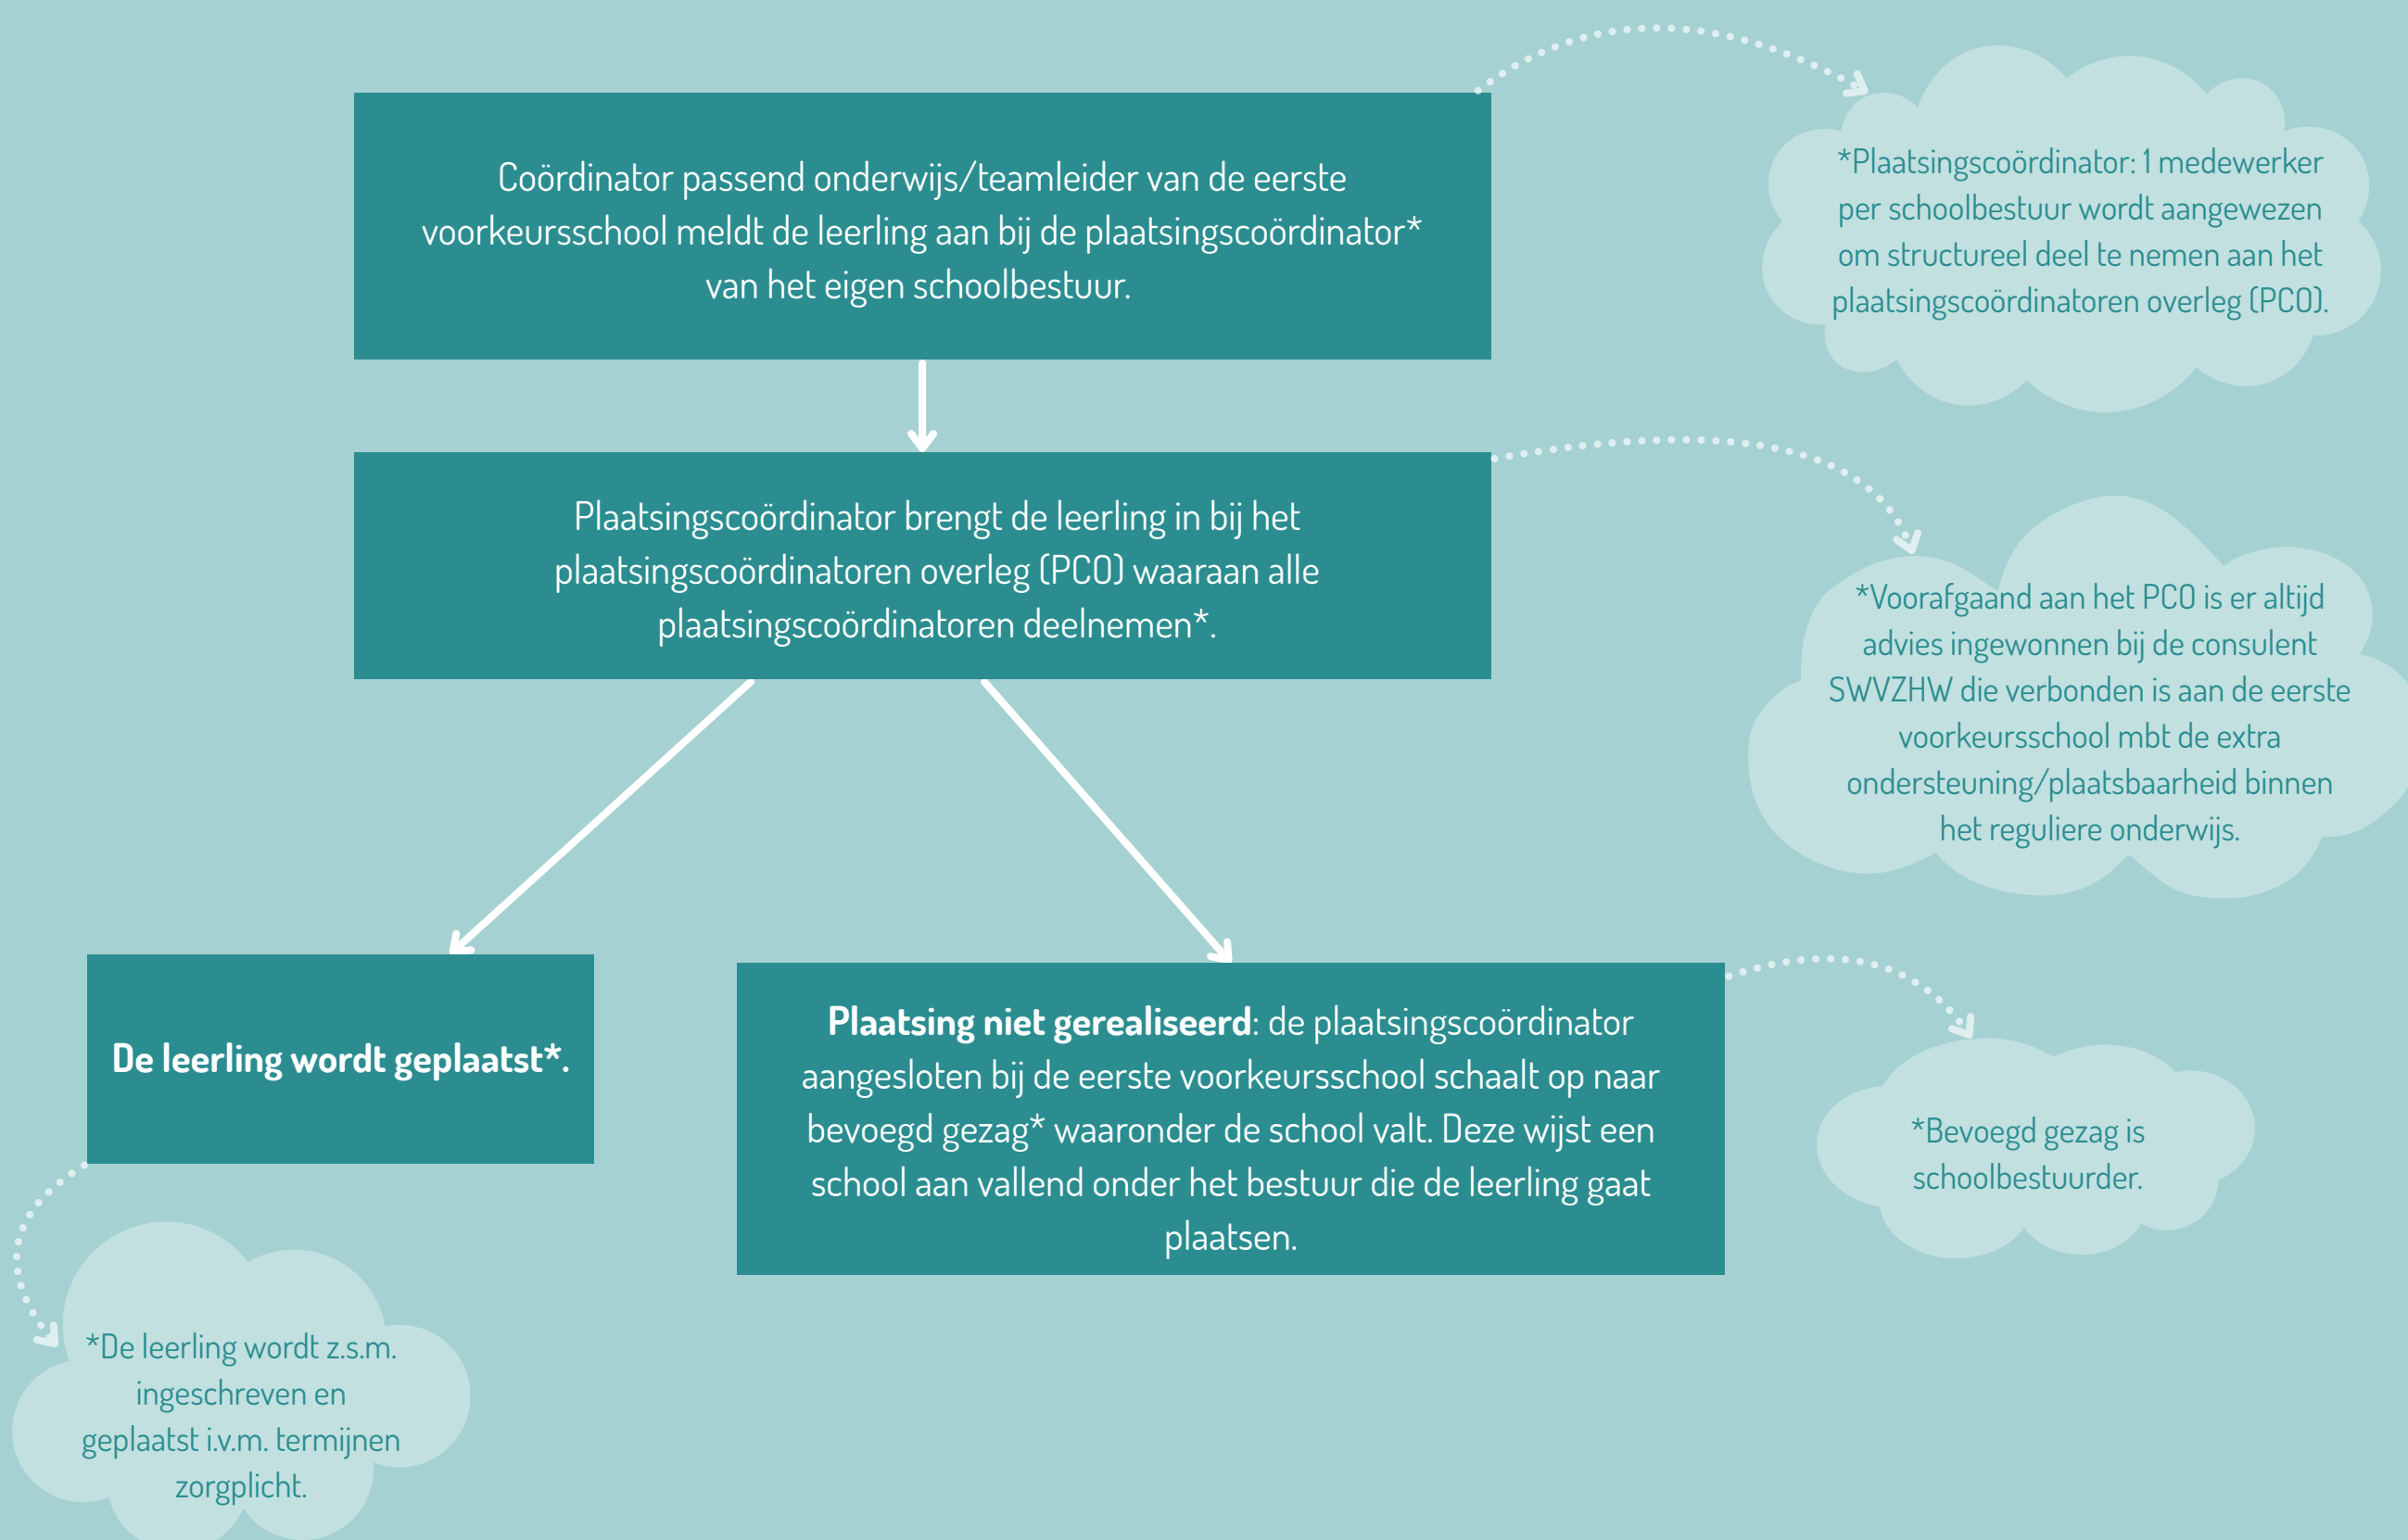 Coördinator passend onderwijs/teamleider van de eerste
voorkeursschool meldt de leerling aan bij de plaatsingscoördinator*
van het eigen schoolbestuur.
*Plaatsingscoördinator: 1 medewerker
per schoolbestuur wordt aangewezen
om structureel deel te nemen aan het
plaatsingscoördinatoren overleg (PCO).
Plaatsingscoördinator brengt de leerling in bij het
plaatsingscoördinatoren overleg (PCO) waaraan alle
plaatsingscoördinatoren deelnemen*.
*Voorafgaand aan het PCO is er altijd
advies ingewonnen bij de consulent
SWVZHW die verbonden is aan de eerste
voorkeursschool mbt de extra
ondersteuning/plaatsbaarheid binnen
het reguliere onderwijs.
De leerling wordt geplaatst*.
Plaatsing niet gerealiseerd: de plaatsingscoördinator
aangesloten bij de eerste voorkeursschool schaalt op naar
bevoegd gezag* waaronder de school valt. Deze wijst een
school aan vallend onder het bestuur die de leerling gaat
plaatsen.
*Bevoegd gezag is
schoolbestuurder.
*De leerling wordt z.s.m.
ingeschreven en
geplaatst i.v.m. termijnen
zorgplicht.